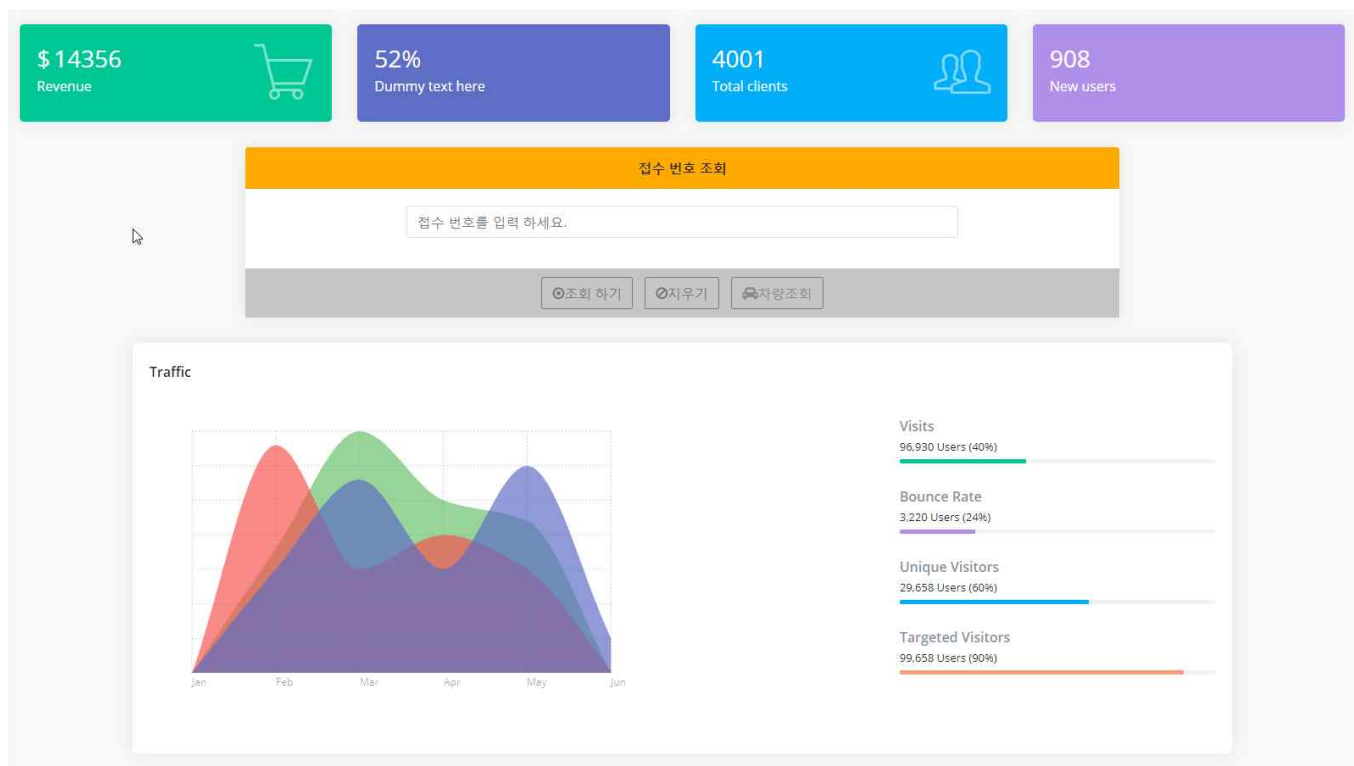 $ 14356
Revenue
52%
Dummy text here
4001
Total clients
908
New users
접수 번호 조회
접수 번호를 입력 하세요.
조회 하기 지우기 차량조회
Traffic
Visits
96,930 Users (40%)
Bounce Rate
3,220 Users (24%)
Unique Visitors
29,658 Users (60%)
Targeted Visitors
99,658 Users (90%)
Jan Feb Mar Apr May Jun